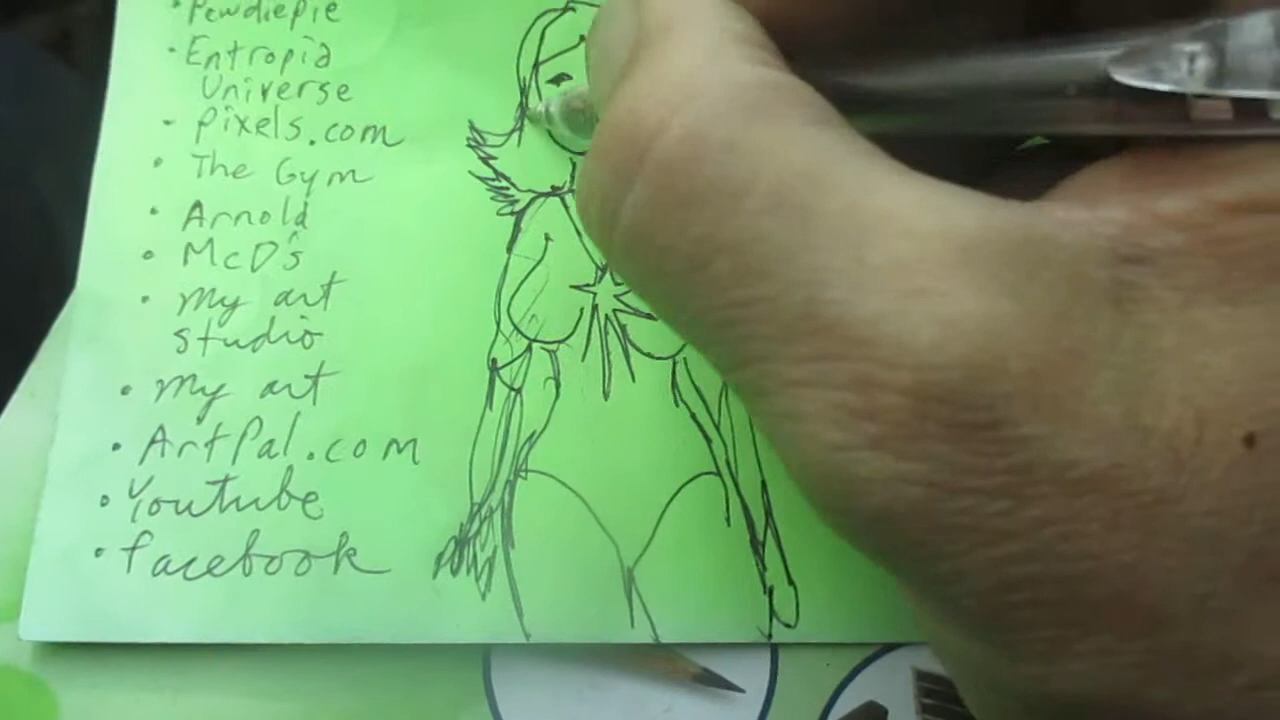 • Pewdiepie
• Entropia
Universe
• Pixels.com
• The Gym
• Arnold
• McD's
• my art
studio
• my art
• ArtPal.com
• Youtube
• facebook